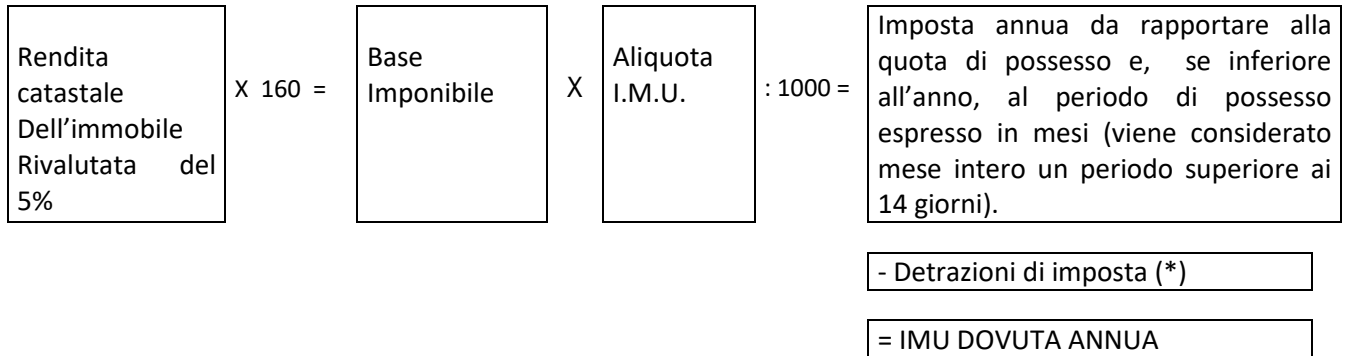 Rendita
catastale
Dell’immobile
Rivalutata del
5%
X 160 =
Base
Imponibile
X
Aliquota
I.M.U.
: 1000 =
Imposta annua da rapportare alla
quota di possesso e, se inferiore
all’anno, al periodo di possesso
espresso in mesi (viene considerato
mese intero un periodo superiore ai
14 giorni).
- Detrazioni di imposta (*)
= IMU DOVUTA ANNUA